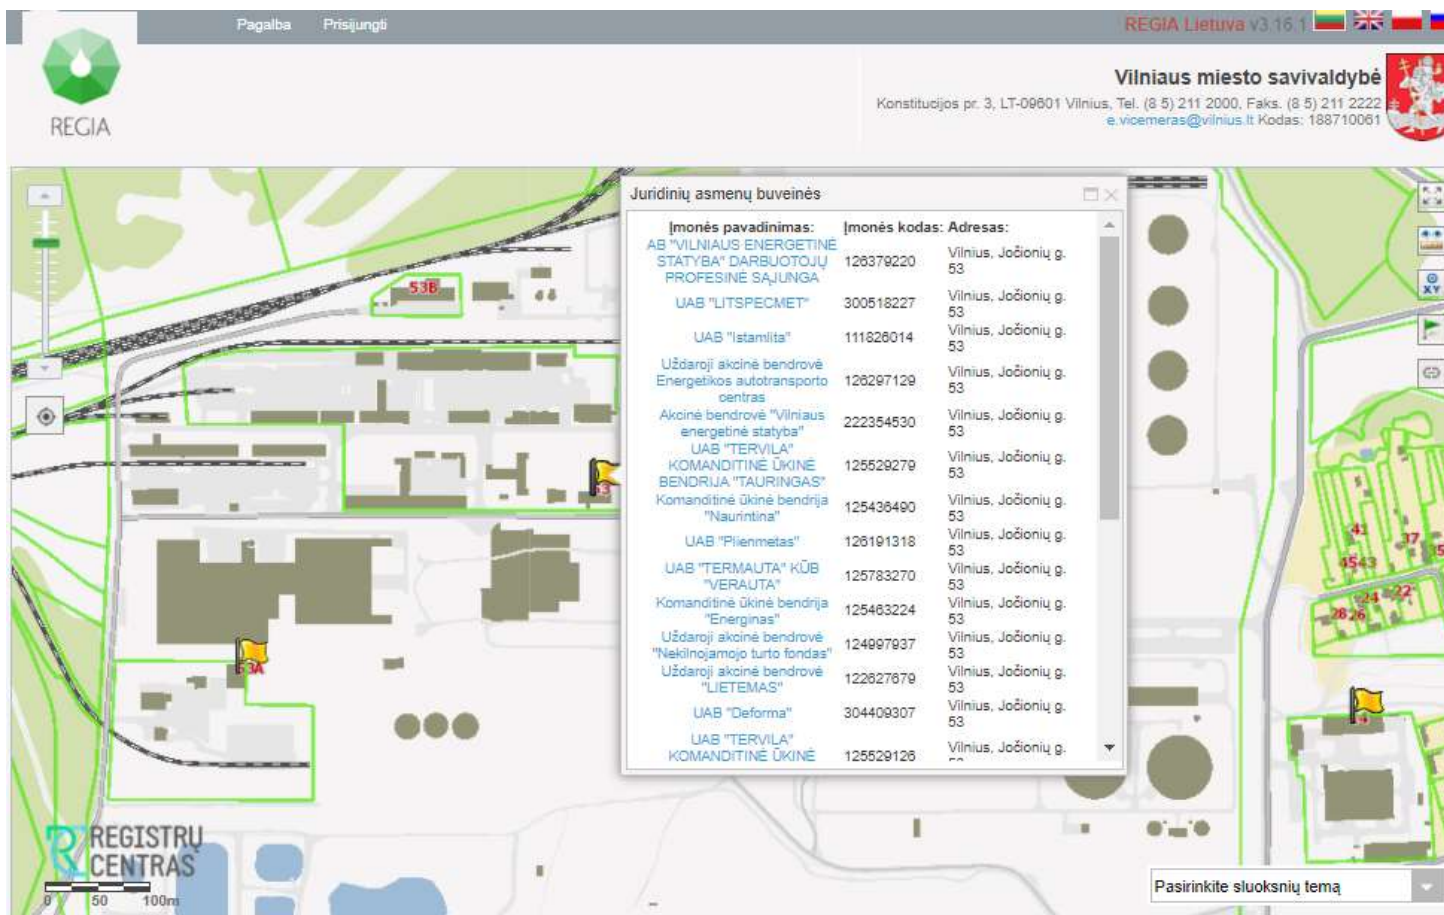 Pagalba Prisijungti
REGIA Lietuva v3.16.1
REGIA
Vilniaus miesto savivaldybė
Konstitucijos pr. 3, LT-09601 Vilnius, Tel. (8 5) 211 2000, Faks. (8 5) 211 2222
e.vicemeras@vilnius.lt Kodas: 188710061
Juridinių asmenų buveinės
Įmonės pavadinimas: Įmonės kodas: Adresas:
AB "VILNIAUS ENERGETINĖ
STATYBA" DARBUOTOJŲ
PROFESINĖ SĄJUNGA
126379220
Vilnius, Jočionių g.
53
UAB "LITSPECMET" 300518227
Vilnius, Jočionių g.
53
UAB "Istamlita" 111826014
Vilnius, Jočionių g.
53
Uždaroji akcinė bendrovė
Energetikos autotransporto
centras
126297129
Vilnius, Jočionių g.
53
Akcinė bendrovė "Vilniaus
energetinė statyba"
222354530
Vilnius, Jočionių g.
53
UAB "TERVILA"
KOMANDITINĖ ŪKINĖ
BENDRIJA "TAURINGAS"
125529279
Vilnius, Jočionių g.
53
Komanditinė ūkinė bendrija
"Naurintina"
125436490
Vilnius, Jočionių g.
53
UAB "Plienmetas" 126191318
Vilnius, Jočionių g.
53
UAB "TERMAUTA" KŪB
"VERAUTA"
125783270
Vilnius, Jočionių g.
53
Komanditinė ūkinė bendrija
"Energinas"
125463224
Vilnius, Jočionių g.
53
Uždaroji akcinė bendrovė
"Nekilnojamojo turto fondas"
124997937
Vilnius, Jočionių g.
53
Uždaroji akcinė bendrovė
"LIETEMAS"
122627679
Vilnius, Jočionių g.
53
UAB "Deforma" 304409307
Vilnius, Jočionių g.
53
UAB "TERVILA"
KOMANDITINĖ ŪKINĖ
125529126
Vilnius, Jočionių g.
53B
53A
XY
41
37
35
4543
24
22
28 26
REGISTRŲ
CENTRAS
0 50 100m
Pasirinkite sluoksnių temą